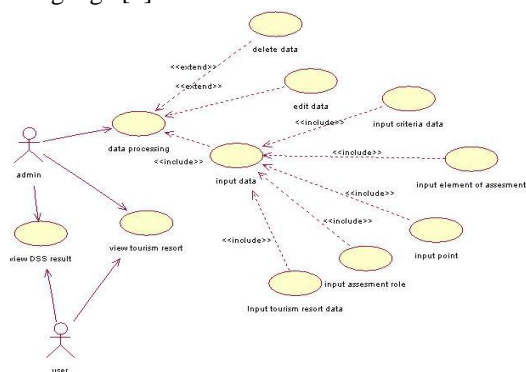 delete data
<<extend>>
<<extend>>
edit data
<<include>>
input criteria data
data processing
<<include>>
<<include>>
admin
input data
input element of assesment
<<include>>
view DSS result
view tourism resort
<<include>>
<<include>>
input point
input assesment role
Input tourism resort data
user